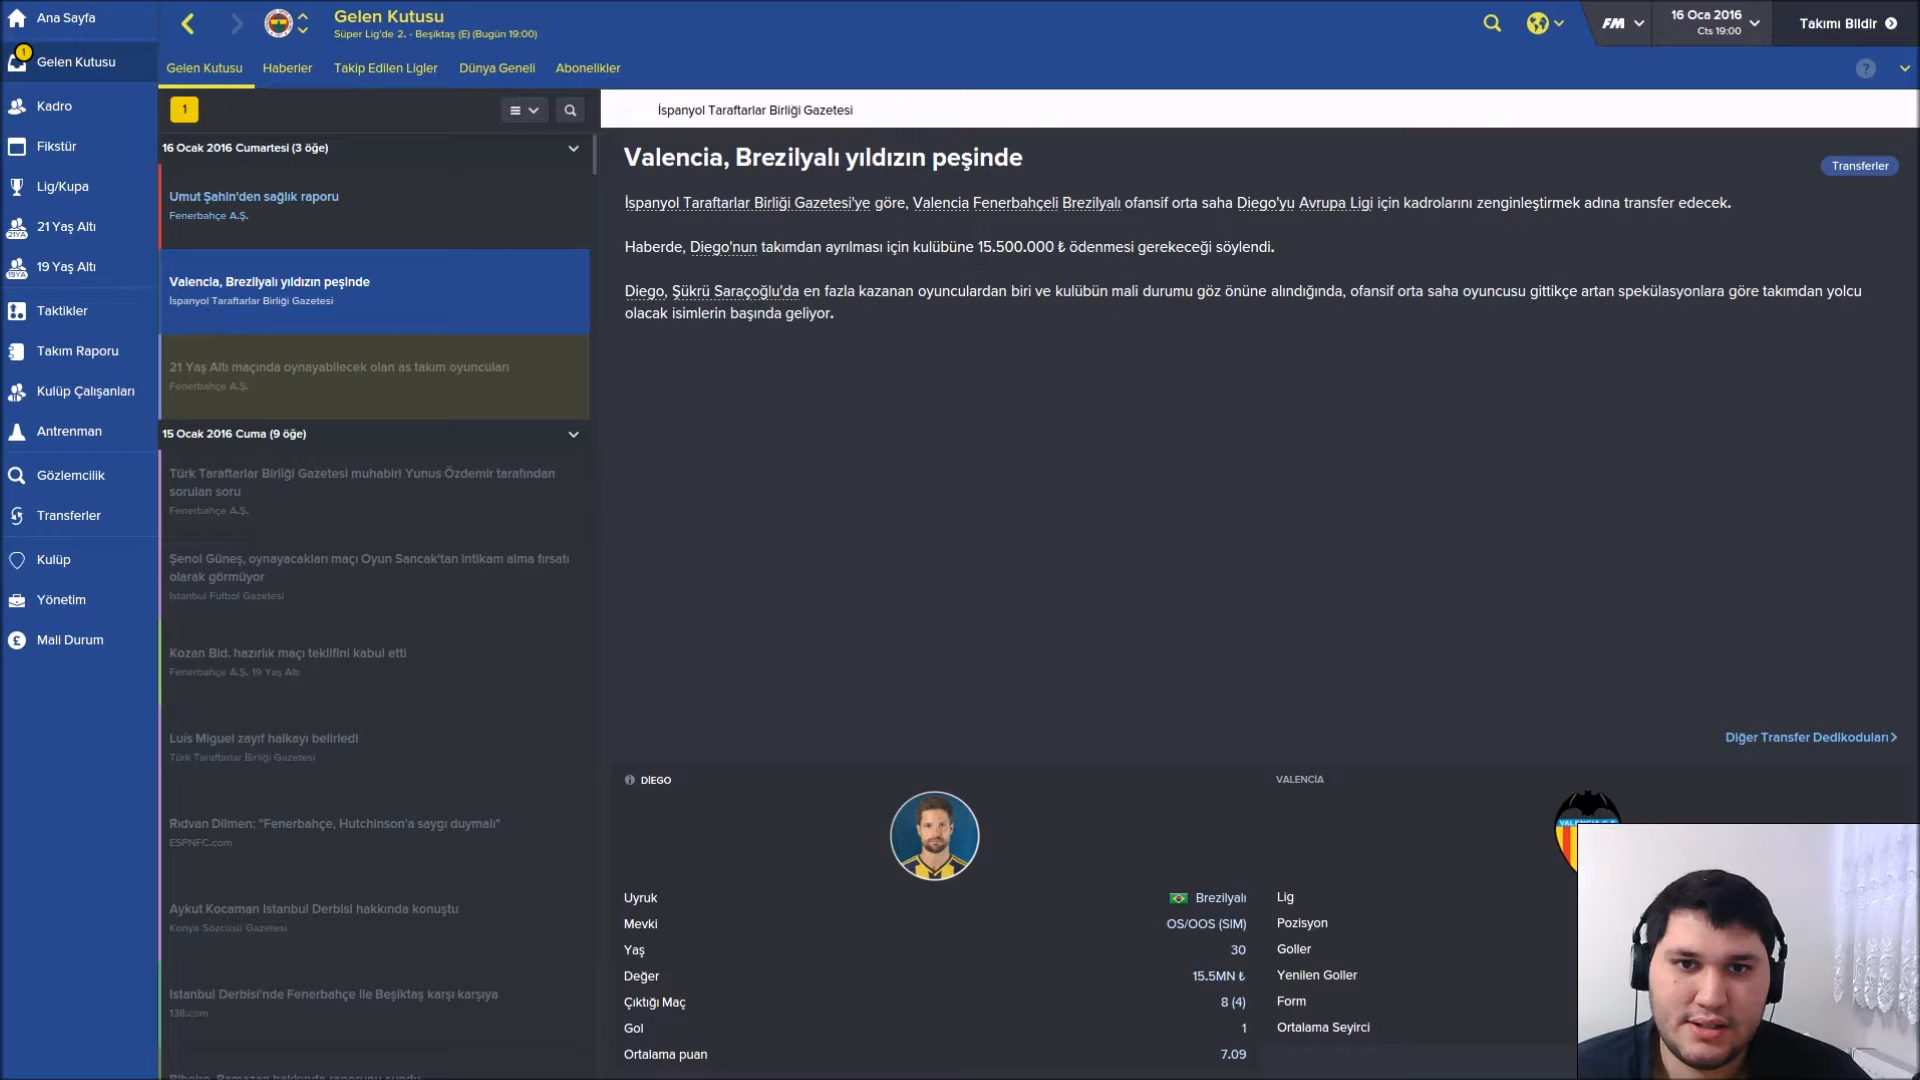 Ana Sayfa
1
Gelen Kutusu
Kadro
Fikstür
Lig/Kupa
21YA
21 Yaş Altı
19YA
19 Yaş Altı
Taktikler
Takım Raporu
Kulüp Çalışanları
Antrenman
Gözlemcilik
Transferler
Kulüp
Yönetim
Mali Durum
Gelen Kutusu
Süper Lig'de 2. - Beşiktaş (E) (Bugün 19:00)
FM
16 Oca 2016
Cts 19:00
Takımı Bildir
Gelen Kutusu
Haberler
Takip Edilen Ligler
Dünya Geneli
Abonelikler
?
1
16 Ocak 2016 Cumartesi (3 öğe)
Umut Şahin'den sağlık raporu
Fenerbahçe A.Ş.
Valencia, Brezilyalı yıldızın peşinde
İspanyol Taraftarlar Birliği Gazetesi
21 Yaş Altı maçında oynayabilecek olan as takım oyuncuları
Fenerbahçe A.Ş.
15 Ocak 2016 Cuma (9 öğe)
Türk Taraftarlar Birliği Gazetesi muhabiri Yunus Özdemir tarafından
sorulan soru
Fenerbahçe A.Ş.
Şenol Güneş, oynayacakları maçı Oyun Sancak'tan intikam alma fırsatı
olarak görmüyor
İstanbul Futbol Gazetesi
Kozan Bld. hazırlık maçı teklifini kabul etti
Fenerbahçe A.Ş. 19 Yaş Altı
Luís Miguel zayıf halkayı belirledi
Türk Taraftarlar Birliği Gazetesi
Rıdvan Dilmen: "Fenerbahçe, Hutchinson'a saygı duymalı"
ESPNFC.com
Aykut Kocaman İstanbul Derbisi hakkında konuştu
Konya Sözcüsü Gazetesi
İstanbul Derbisi'nde Fenerbahçe ile Beşiktaş karşı karşıya
138.com
Ribeiro, Ramazan hakkında raporunu sundu
İspanyol Taraftarlar Birliği Gazetesi
Valencia, Brezilyalı yıldızın peşinde
Transferler
İspanyol Taraftarlar Birliği Gazetesi'ye göre, Valencia Fenerbahçeli Brezilyalı ofansif orta saha Diego'yu Avrupa Ligi için kadrolarını zenginleştirmek adına transfer edecek.
Haberde, Diego'nun takımdan ayrılması için kulübüne 15.500.000 ₺ ödenmesi gerekeceği söylendi.
Diego, Şükrü Saraçoğlu'da en fazla kazanan oyunculardan biri ve kulübün mali durumu göz önüne alındığında, ofansif orta saha oyuncusu gittikçe artan spekülasyonlara göre takımdan yolcu
olacak isimlerin başında geliyor.
Diğer Transfer Dedikoduları
DİEGO
Uyruk Brezilyalı
Mevki OS/OOS (SIM)
Yaş 30
Değer 15.5MN ₺
Çıktığı Maç 8 (4)
Gol 1
Ortalama puan 7.09
VALENCİA
Lig
Pozisyon
Goller
Yenilen Goller
Form
Ortalama Seyirci